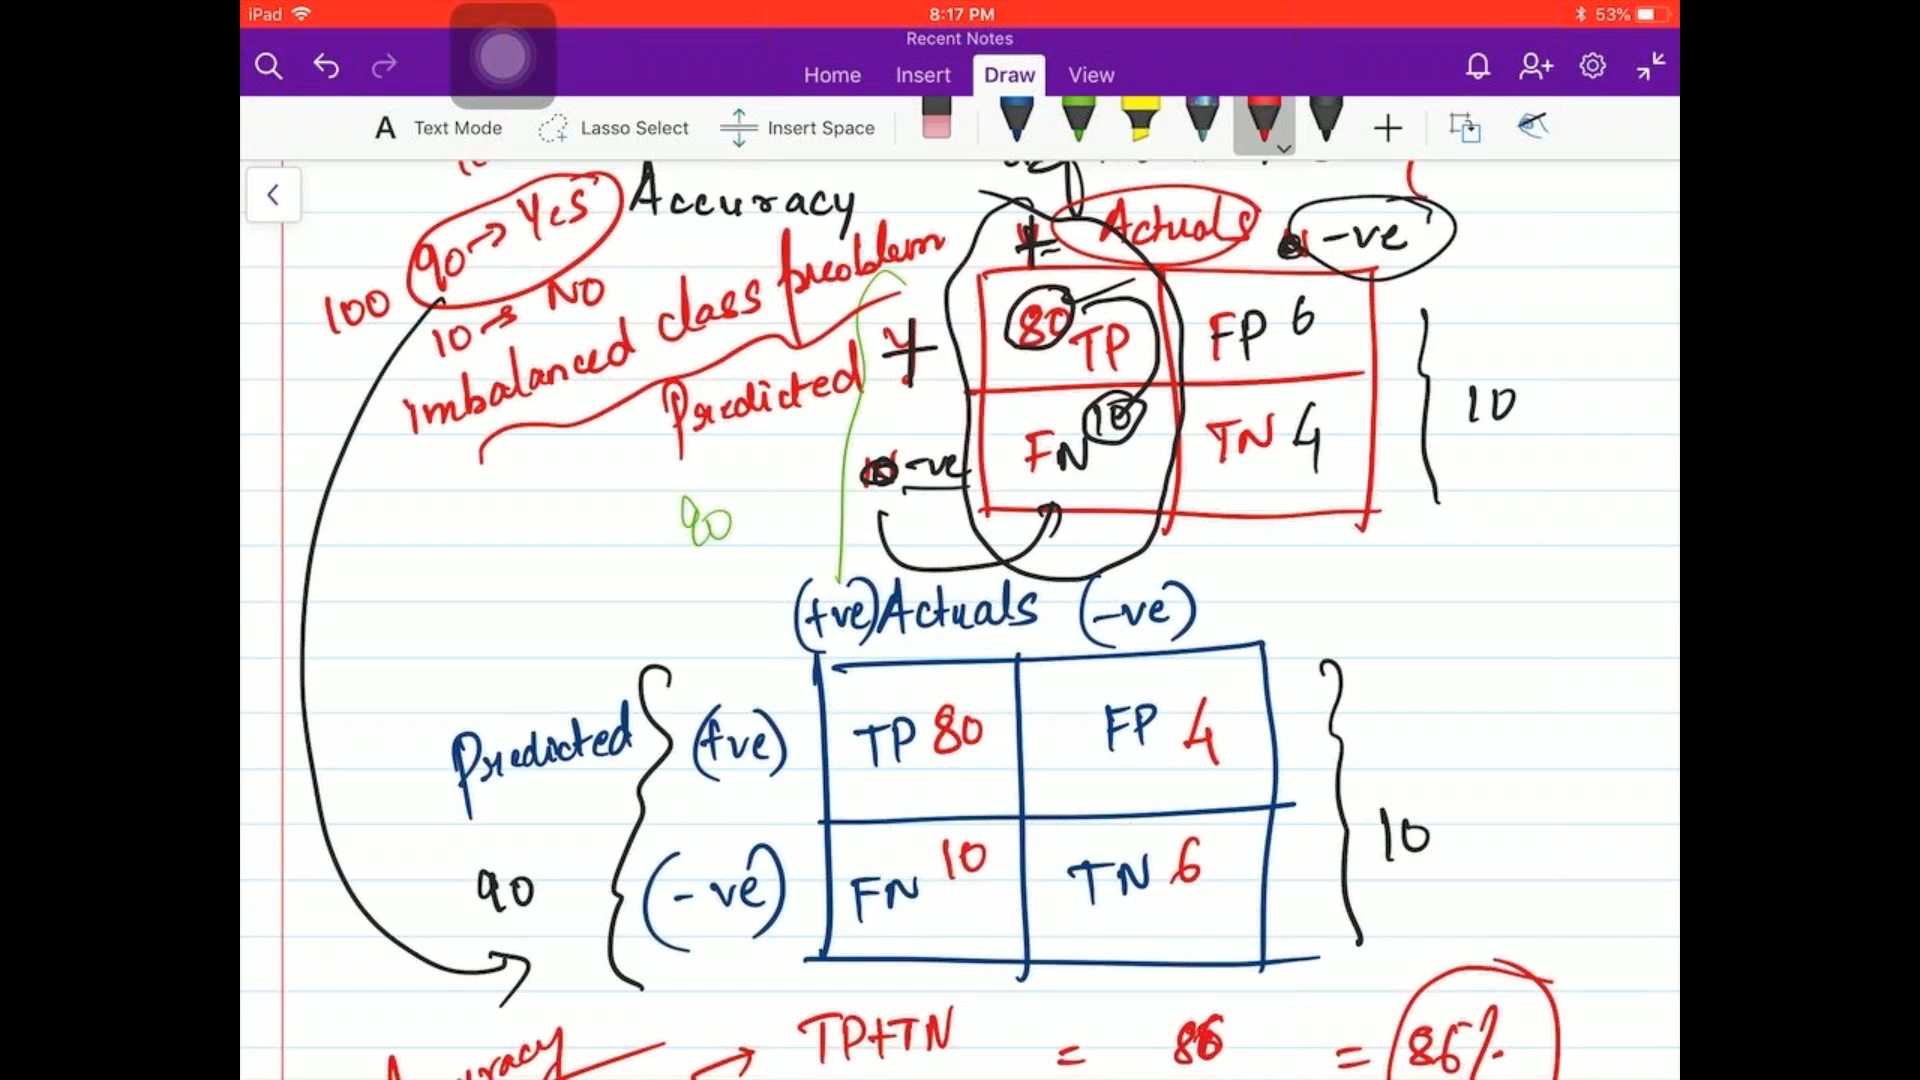 iPad 8:17 PM 53%
Recent Notes
Home Insert Draw View
A Text Mode Lasso Select Insert Space
Accuracy
90 → YES
Actuals
+ -ve
100
10 → NO
80 TP FP 6
imbalanced class problem
Predicted +
10
FN 10 TN 4
-ve
90
(+ve) Actuals (-ve)
Predicted (+ve) TP 80 FP 4
10
90 (-ve) FN 10 TN 6
Accuracy → TP+TN = 86 = 86%